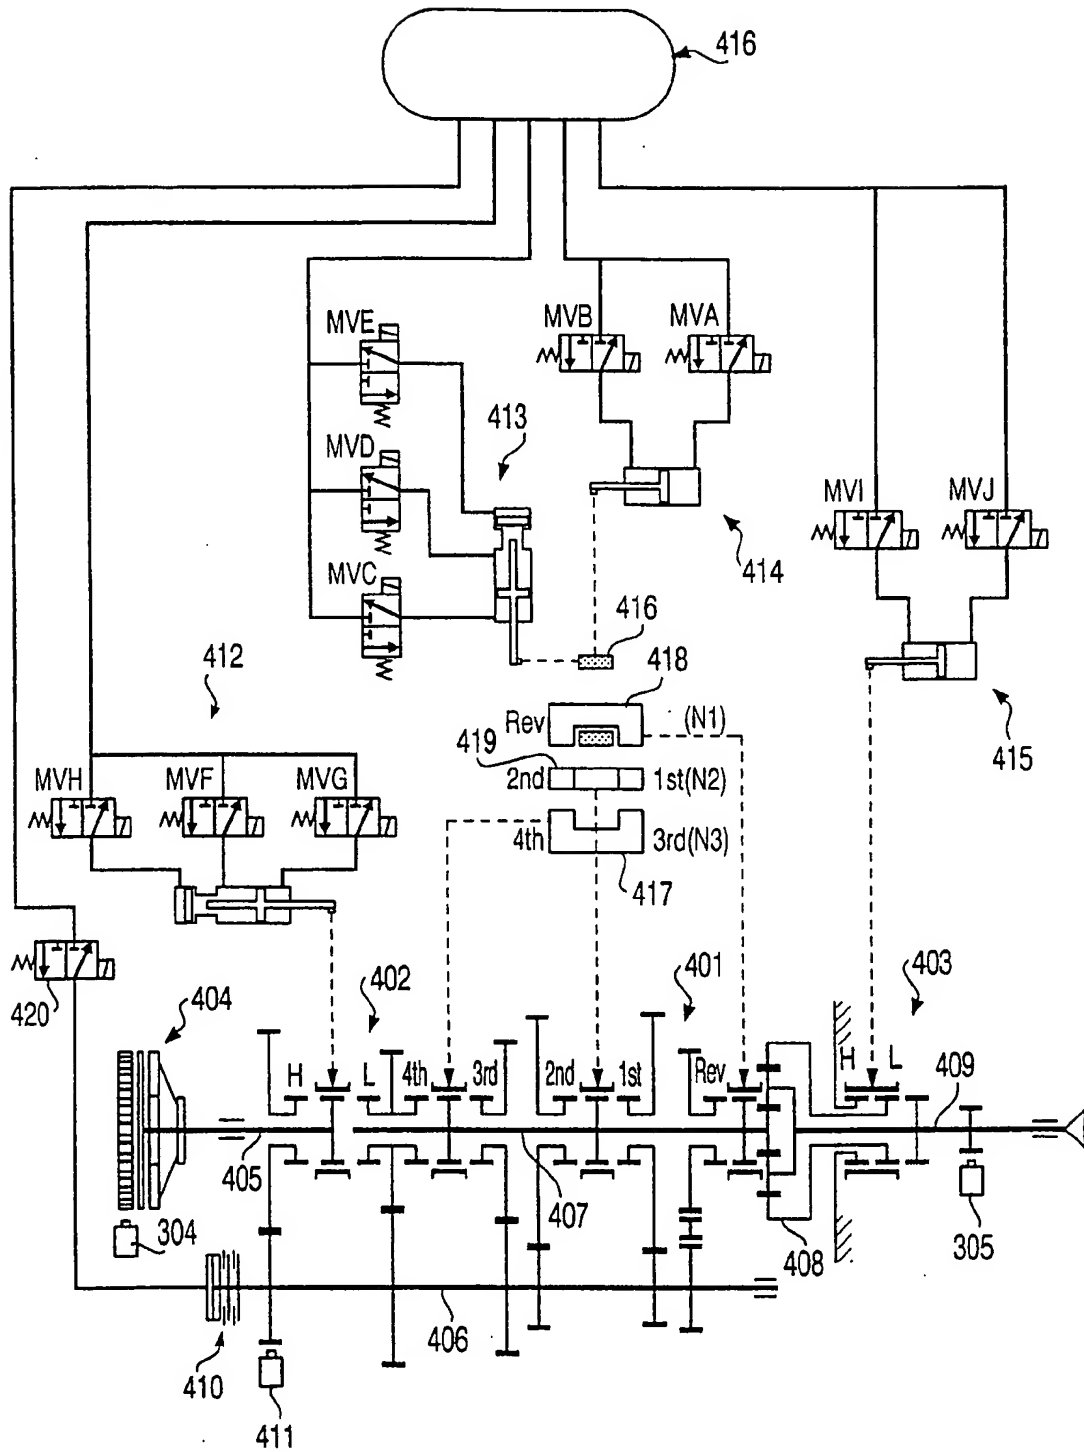 416
MVE
MVB
MVA
413
MVD
MVI
MVJ
414
MVC
416
412
418
Rev
(N1)
415
419
2nd
1st(N2)
MVH
MVF
MVG
4th
3rd(N3)
417
402
401
403
404
420
H
L
4th
3rd
2nd
1st
Rev
H
L
409
405
407
304
408
305
406
410
411